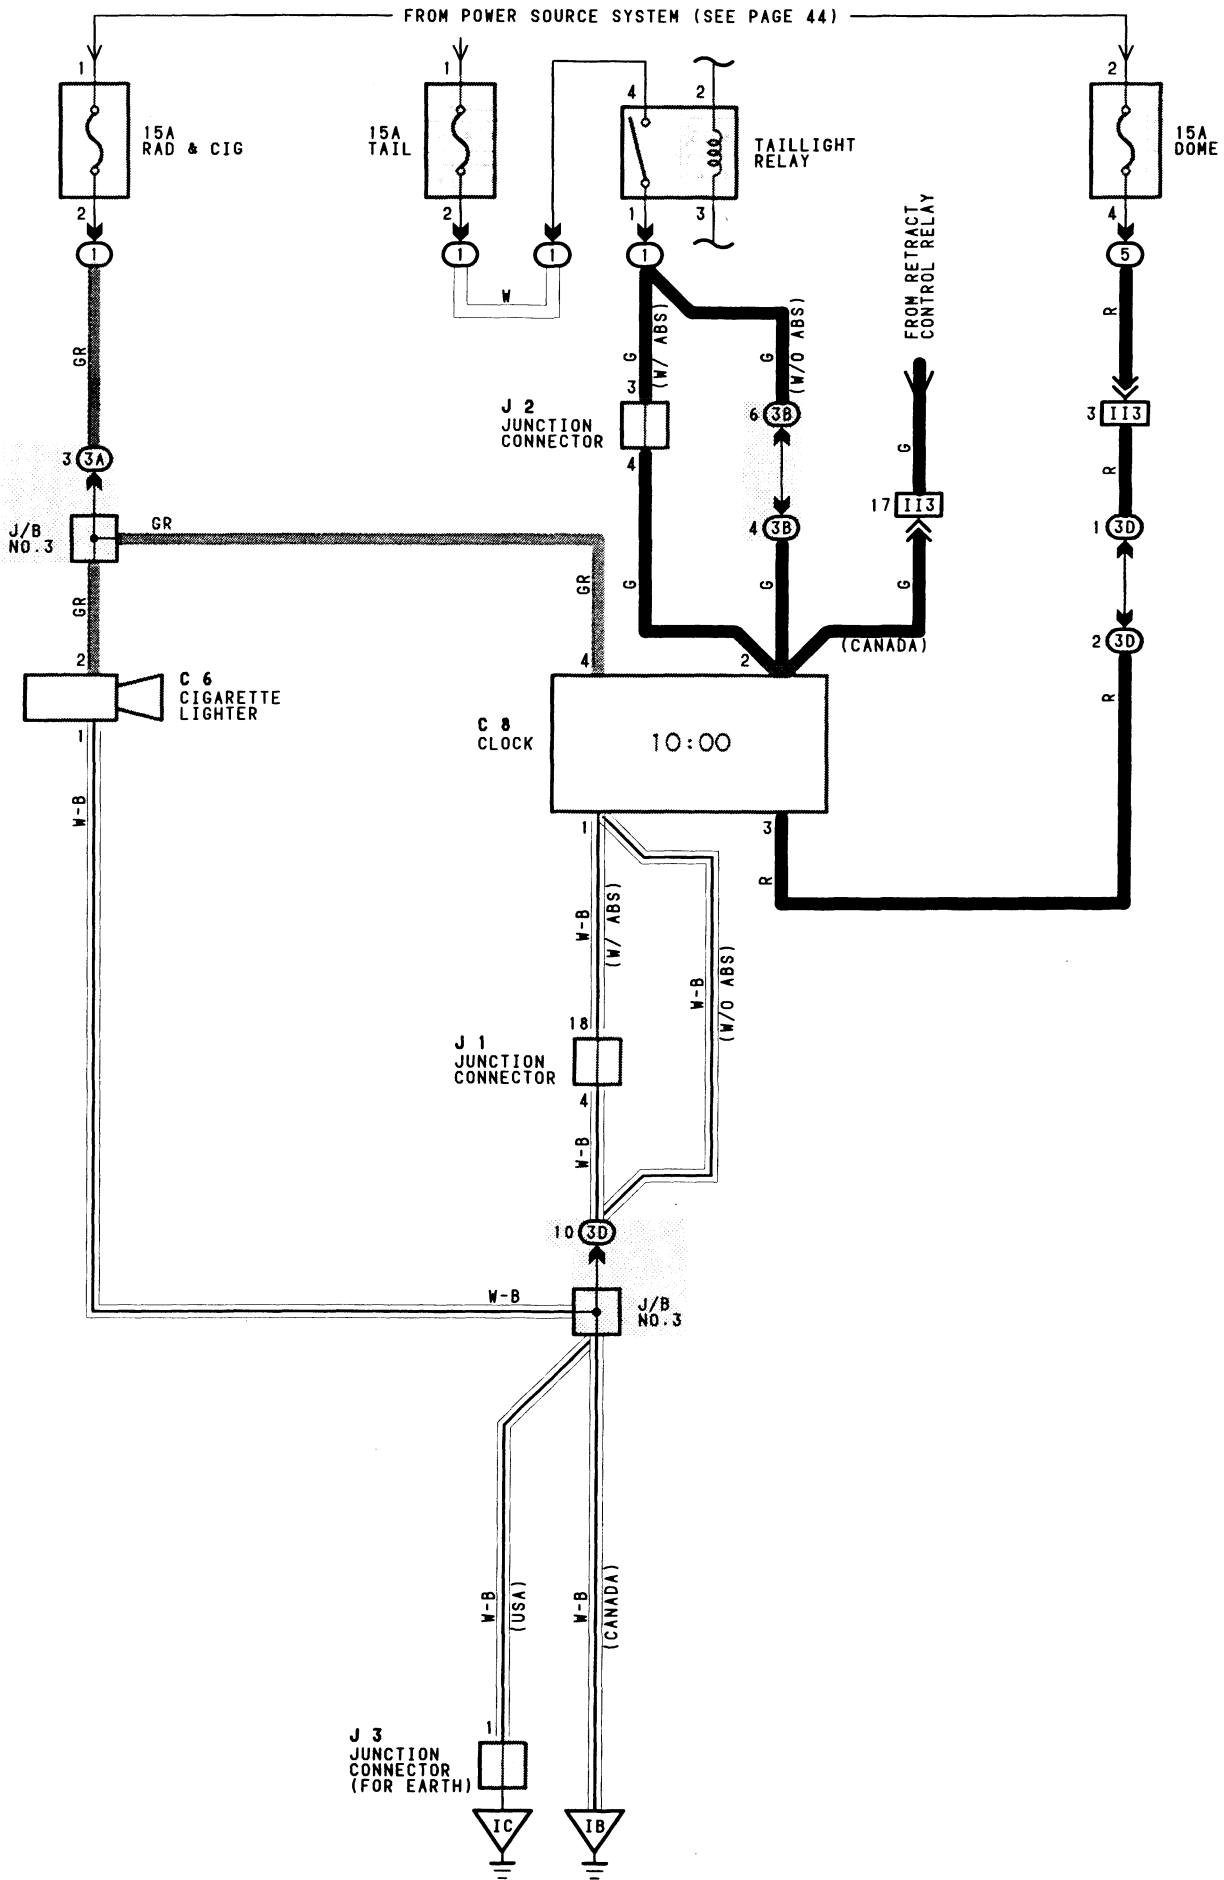 FROM POWER SOURCE SYSTEM (SEE PAGE 44)
1
1
2
4
2
15A
RAD & CIG
15A
TAIL
TAILLIGHT
RELAY
15A
DOME
2
2
1
3
4
1
1
1
1
5
FROM RETRACT
CONTROL RELAY
W
GR
G
(W/ ABS)
G
(W/O ABS)
R
3
J 2
JUNCTION
CONNECTOR
6 3B
3 II3
4
G
3 3A
R
17 II3
J/B
NO.3
GR
4 3B
1 3D
GR
GR
G
G
G
(CANADA)
2 3D
2
4
2
R
C 6
CIGARETTE
LIGHTER
C 8
CLOCK
10:00
1
1
3
W-B
R
W-B
(W/ ABS)
W-B
(W/O ABS)
18
J 1
JUNCTION
CONNECTOR
4
W-B
10 3D
W-B
J/B
NO.3
W-B
(USA)
W-B
(CANADA)
1
J 3
JUNCTION
CONNECTOR
(FOR EARTH)
IC
IB